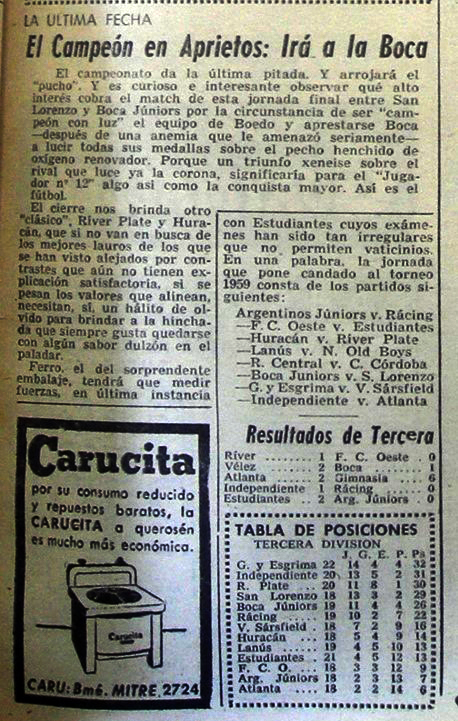 LA ULTIMA FECHA
El Campeón en Aprietos: Irá a la Boca
El campeonato da la última pitada. Y arrojará el
"pucho". Y es curioso e interesante observar qué alto
interés cobra el match de esta jornada final entre San
Lorenzo y Boca Júniors por la circunstancia de ser "cam-
peón con luz" el equipo de Boedo y aprestarse Boca
—después de una anemia que le amenazó seriamente—
a lucir todas sus medallas sobre el pecho henchido de
oxígeno renovador. Porque un triunfo xeneise sobre el
rival que luce ya la corona, significaría para el "Juga-
dor nº 12" algo así como la conquista mayor. Así es el
fútbol.
El cierre nos brinda otro
"clásico", River Plate y Hura-
cán, que si no van en busca de
los mejores lauros de los que
se han visto alejados por con-
trastes que aún no tienen ex-
plicación satisfactoria, si se
pesan los valores que alinean,
necesitan, sí, un hálito de ol-
vido para brindar a la hincha-
da que siempre gusta quedarse
con algún sabor dulzón en el
paladar.
Ferro, el del sorprendente
embalaje, tendrá que medir
fuerzas, en última instancia
con Estudiantes cuyos exáme-
nes han sido tan irregulares
que no permiten vaticinios.
En una palabra, la jornada
que pone candado al torneo
1959 consta de los partidos si-
guientes:
Argentinos Júniors v. Rácing
—F. C. Oeste v. Estudiantes
—Huracán v. River Plate
—Lanús v. N. Old Boys
—R. Central v. C. Córdoba
—Boca Juniors v. S. Lorenzo
—G. y Esgrima v. V. Sársfield
—Independiente v. Atlanta
Resultados de Tercera
River ........ 1 F. C. Oeste . 0
Vélez ........ 2 Boca ........ 1
Atlanta ...... 2 Gimnasia .... 6
Independiente 1 Rácing ...... 0
Estudiantes .. 2 Arg. Júniors . 0
TABLA DE POSICIONES
TERCERA DIVISION
J. G. E. P. Ps
G. y Esgrima 22 14 4 4 32
Independiente 20 13 5 2 31
R. Plate .... 20 11 8 1 30
San Lorenzo 18 13 3 2 29
Boca Júniors 19 11 4 4 26
Rácing ..... 19 10 2 7 22
V. Sársfield . 18 7 2 9 16
Huracán ... 18 5 4 9 14
Lanús ..... 19 4 5 10 13
Estudiantes . 21 4 5 12 13
F. C. O. .... 18 3 3 12 9
Arg. Júniors 18 2 3 13 7
Atlanta .... 18 2 2 14 6
Carucita
por su consumo reducido
y repuestos baratos, la
CARUCITA a querosén
es mucho más económica.
Carucita
CARU: Bmé. MITRE, 2724